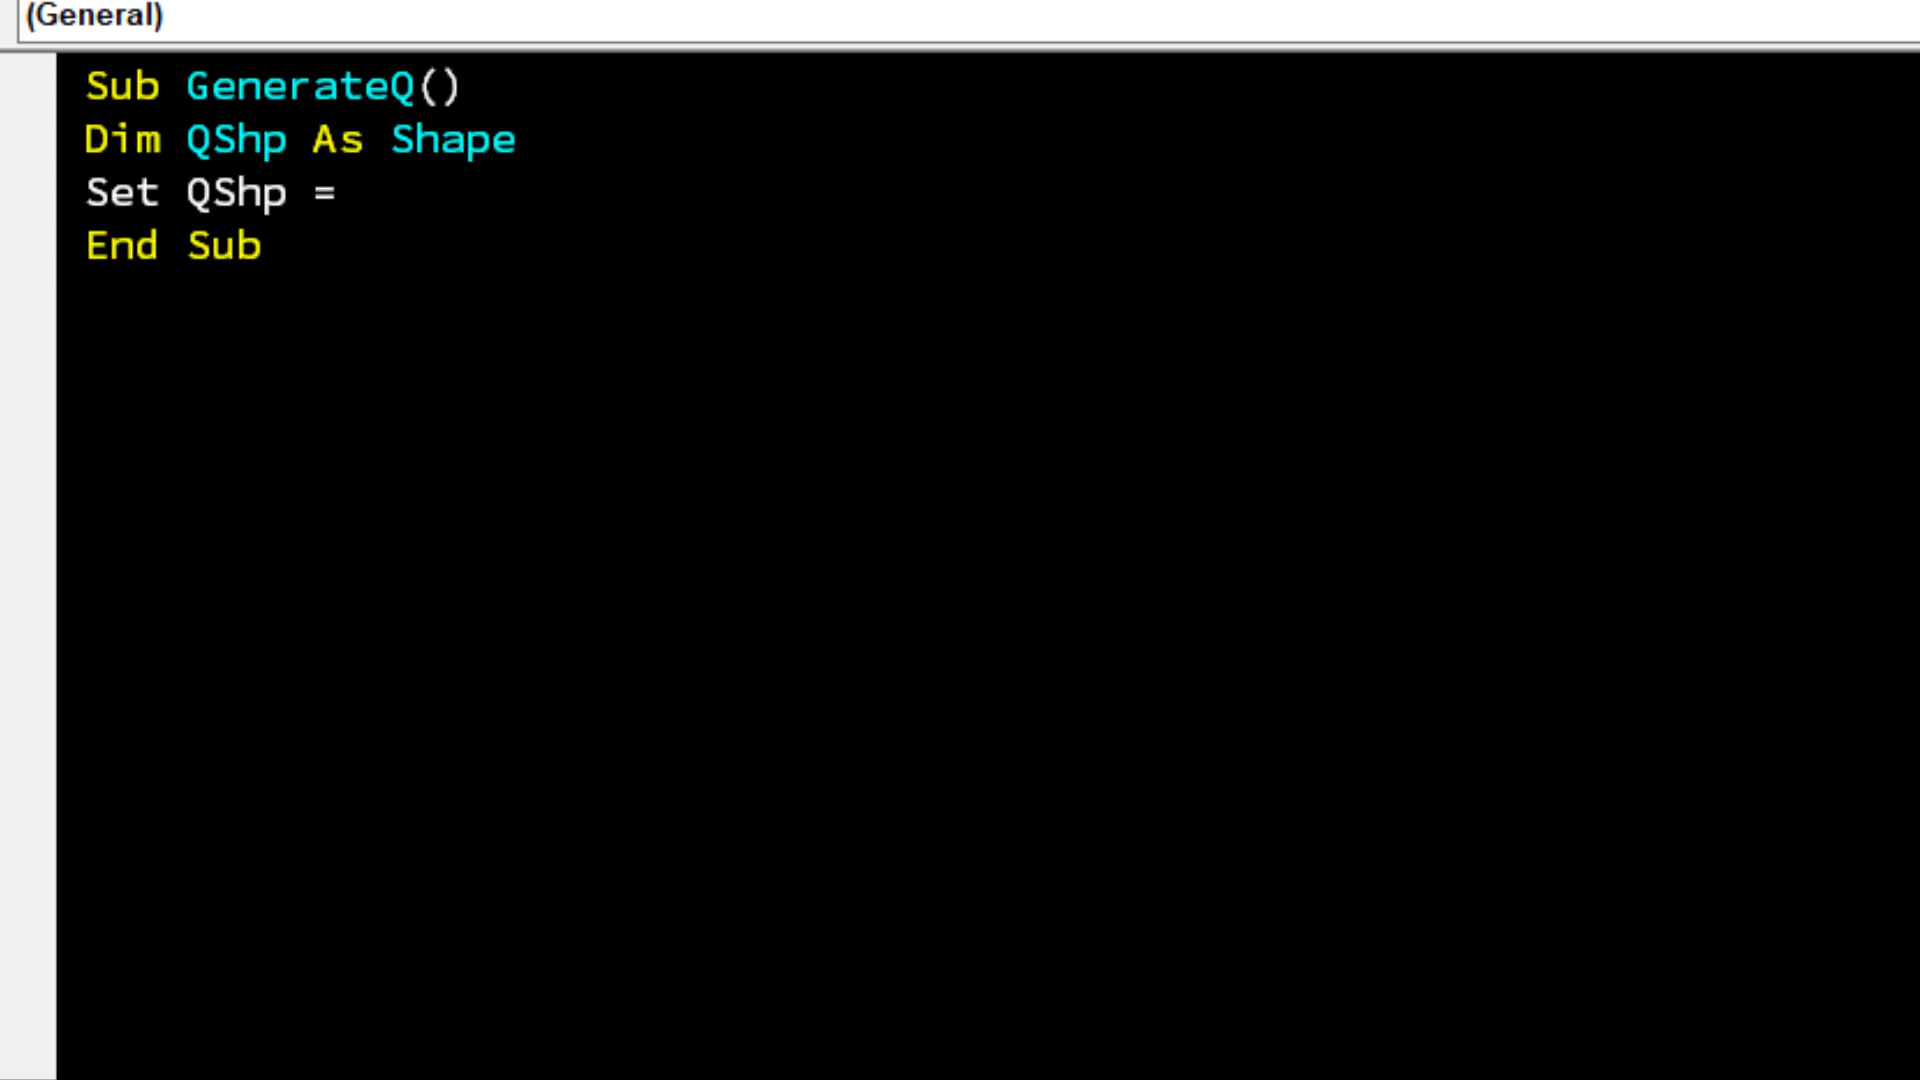 (General)
Sub GenerateQ()
Dim QShp As Shape
Set QShp =
End Sub